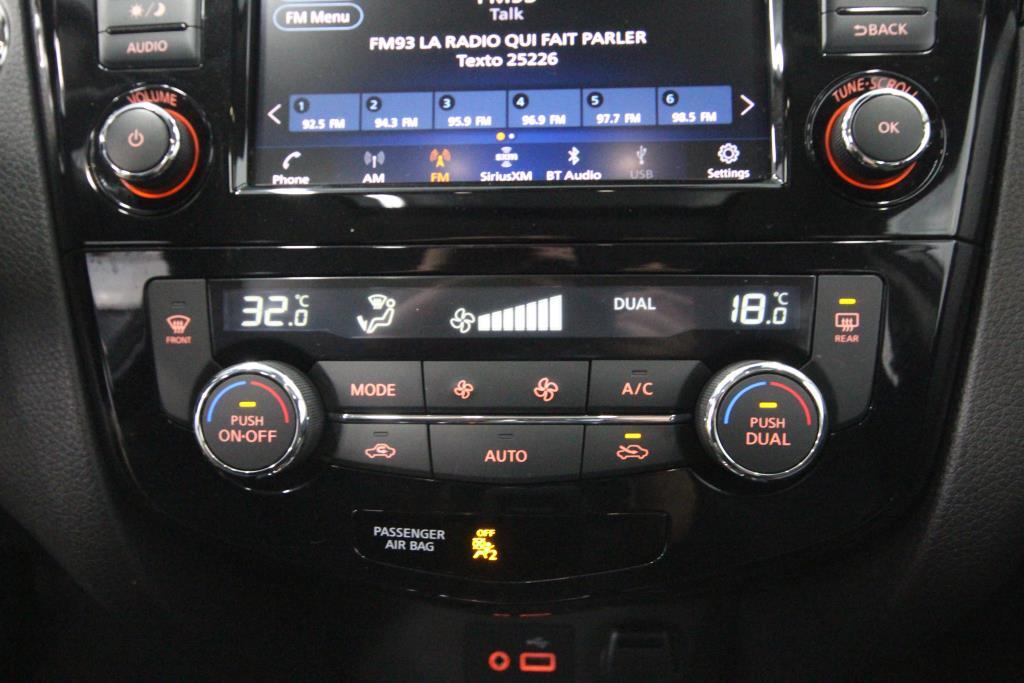 FM Menu
FM93
Talk
FM93 LA RADIO QUI FAIT PARLER
Texto 25226
1 92.5 FM
2 94.3 FM
3 95.9 FM
4 96.9 FM
5 97.7 FM
6 98.5 FM
Phone
AM
FM
sxm
SiriusXM
BT Audio
USB
Settings
AUDIO
BACK
VOLUME
TUNE·SCROLL
OK
FRONT
32.0 °C
DUAL
18.0 °C
REAR
PUSH
ON·OFF
MODE
A/C
AUTO
PUSH
DUAL
PASSENGER
AIR BAG
OFF
2